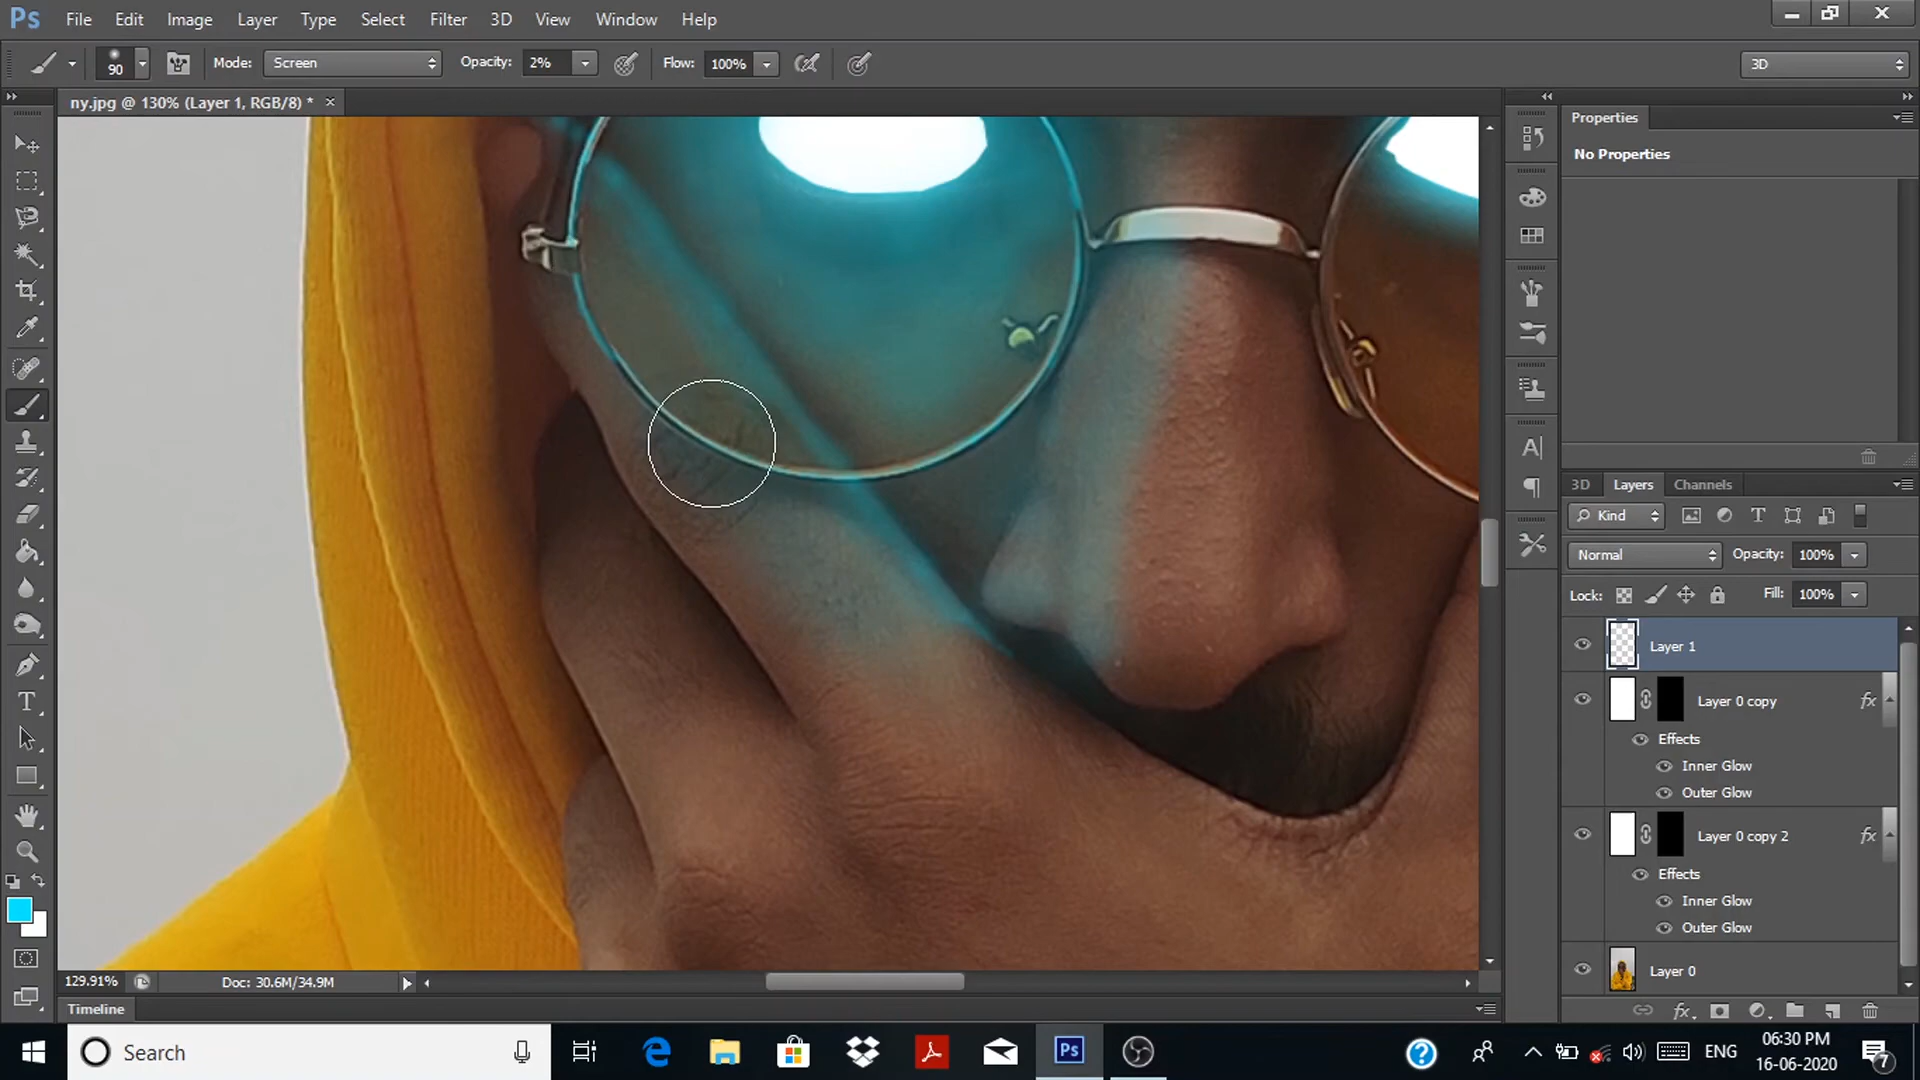 Ps File Edit Image Layer Type Select Filter 3D View Window Help
90 Mode: Screen Opacity: 2% Flow: 100% 3D
ny.jpg @ 130% (Layer 1, RGB/8) * ×
Properties
No Properties
3D Layers Channels
Kind
Normal Opacity: 100%
Lock: Fill: 100%
Layer 1
Layer 0 copy fx
Effects
Inner Glow
Outer Glow
Layer 0 copy 2 fx
Effects
Inner Glow
Outer Glow
Layer 0
129.91% Doc: 30.6M/34.9M
Timeline
Search
Ps
ENG
06:30 PM
16-06-2020
7